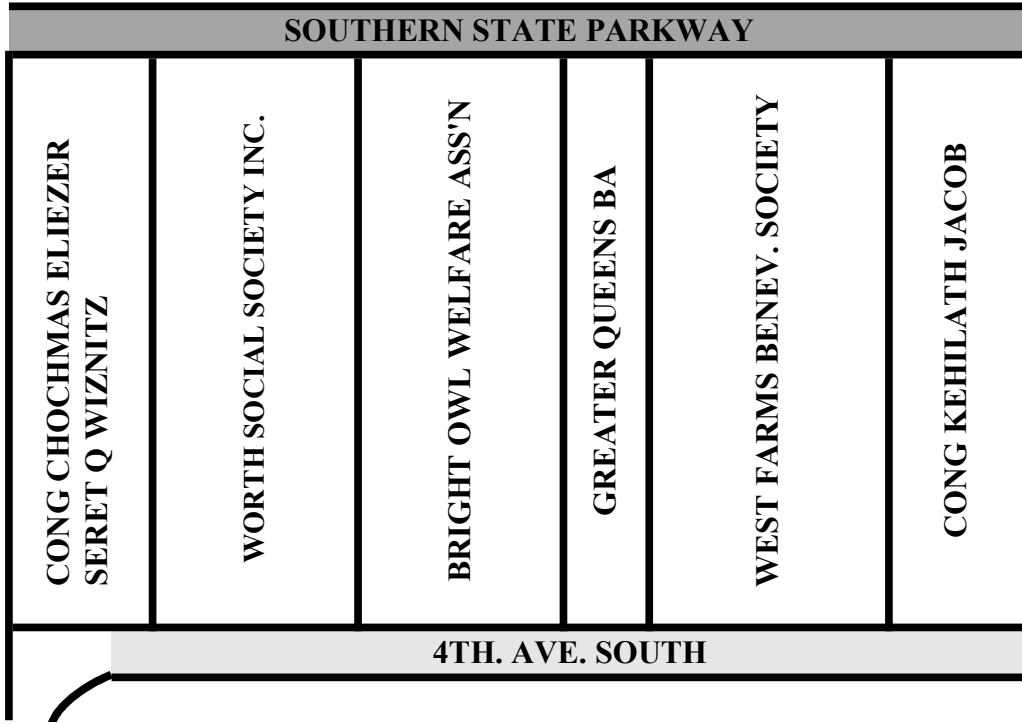 SOUTHERN STATE PARKWAY
CONG CHOCHMAS ELIEZER
SERET Q WIZNITZ
WORTH SOCIAL SOCIETY INC.
BRIGHT OWL WELFARE ASS'N
GREATER QUEENS BA
WEST FARMS BENEV. SOCIETY
CONG KEHILATH JACOB
4TH. AVE. SOUTH